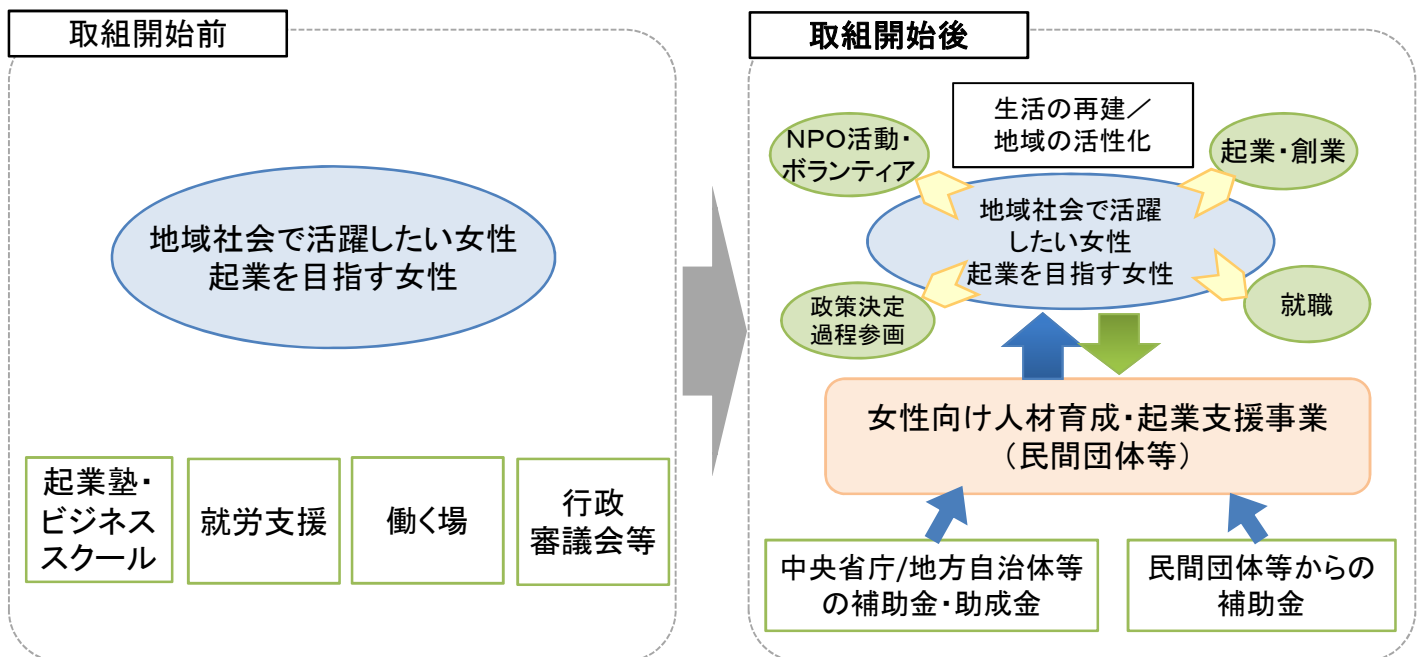 取組開始前
地域社会で活躍したい女性
起業を目指す女性
起業塾・
ビジネス
スクール
就労支援
働く場
行政
審議会等
取組開始後
生活の再建／
地域の活性化
NPO活動・
ボランティア
起業・創業
地域社会で活躍
したい女性
起業を目指す女性
政策決定
過程参画
就職
女性向け人材育成・起業支援事業
（民間団体等）
中央省庁/地方自治体等
の補助金・助成金
民間団体等からの
補助金